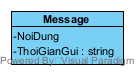 Message
-NoiDung
-ThoiGianGui : string
Powered By Visual Paradigm